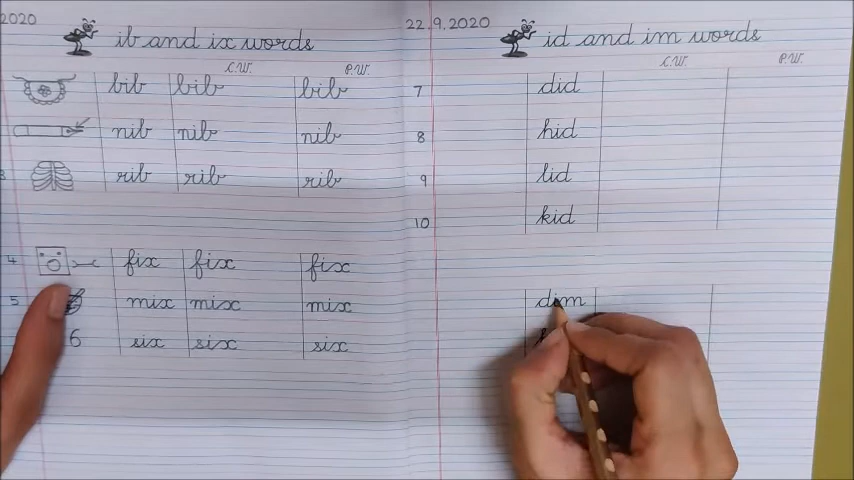 2020
ib and ix words
C.W.
P.W.
bib bib bib
nib nib nib
3 rib rib rib
4 fix fix fix
5 mix mix mix
6 six six six
22.9.2020
id and im words
C.W.
P.W.
7 did
8 hid
9 lid
10 kid
dim